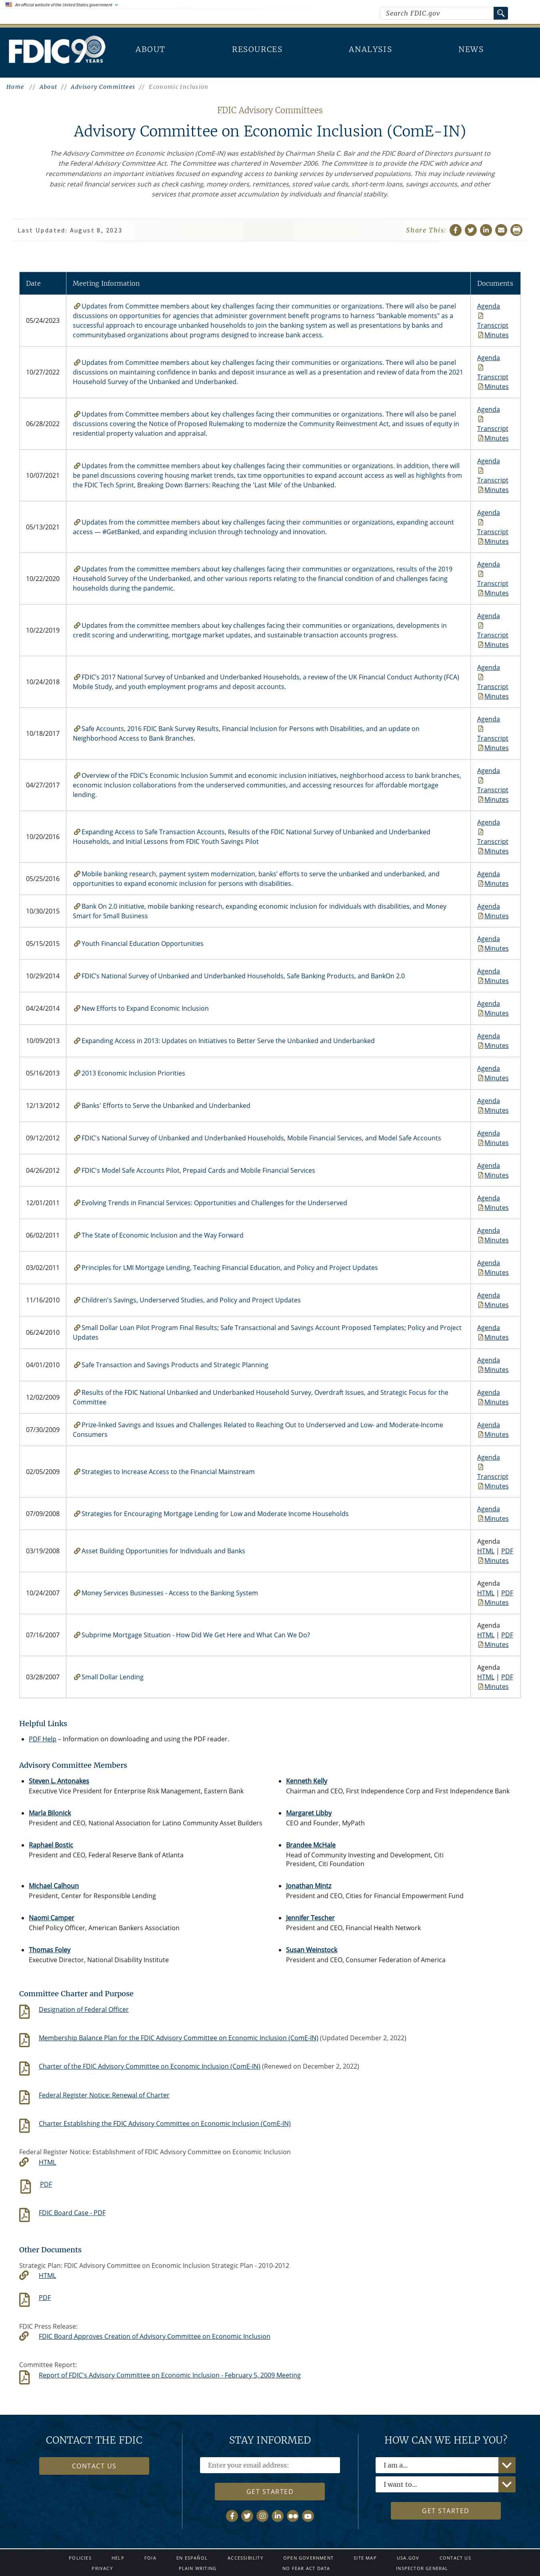 An official website of the United States government
Search FDIC.gov
FDIC 90 YEARS
ABOUT
RESOURCES
ANALYSIS
NEWS
Home // About // Advisory Committees // Economic Inclusion
FDIC Advisory Committees
Advisory Committee on Economic Inclusion (ComE-IN)
The Advisory Committee on Economic Inclusion (ComE-IN) was established by Chairman Sheila C. Bair and the FDIC Board of Directors pursuant to
the Federal Advisory Committee Act. The Committee was chartered in November 2006. The Committee is to provide the FDIC with advice and
recommendations on important initiatives focused on expanding access to banking services by underserved populations. This may include reviewing
basic retail financial services such as check cashing, money orders, remittances, stored value cards, short-term loans, savings accounts, and other
services that promote asset accumulation by individuals and financial stability.
Last Updated: August 8, 2023
Share This:
Date Meeting Information Documents
05/24/2023
Updates from Committee members about key challenges facing their communities or organizations. There will also be panel
discussions on opportunities for agencies that administer government benefit programs to harness "bankable moments" as a
successful approach to encourage unbanked households to join the banking system as well as presentations by banks and
communitybased organizations about programs designed to increase bank access.
Agenda
Transcript
Minutes
10/27/2022
Updates from Committee members about key challenges facing their communities or organizations. There will also be panel
discussions on maintaining confidence in banks and deposit insurance as well as a presentation and review of data from the 2021
Household Survey of the Unbanked and Underbanked.
Agenda
Transcript
Minutes
06/28/2022
Updates from Committee members about key challenges facing their communities or organizations. There will also be panel
discussions covering the Notice of Proposed Rulemaking to modernize the Community Reinvestment Act, and issues of equity in
residential property valuation and appraisal.
Agenda
Transcript
Minutes
10/07/2021
Updates from the committee members about key challenges facing their communities or organizations. In addition, there will
be panel discussions covering housing market trends, tax time opportunities to expand account access as well as highlights from
the FDIC Tech Sprint, Breaking Down Barriers: Reaching the 'Last Mile' of the Unbanked.
Agenda
Transcript
Minutes
05/13/2021
Updates from the committee members about key challenges facing their communities or organizations, expanding account
access — #GetBanked, and expanding inclusion through technology and innovation.
Agenda
Transcript
Minutes
10/22/2020
Updates from the committee members about key challenges facing their communities or organizations, results of the 2019
Household Survey of the Underbanked, and other various reports relating to the financial condition of and challenges facing
households during the pandemic.
Agenda
Transcript
Minutes
10/22/2019
Updates from the committee members about key challenges facing their communities or organizations, developments in
credit scoring and underwriting, mortgage market updates, and sustainable transaction accounts progress.
Agenda
Transcript
Minutes
10/24/2018
FDIC's 2017 National Survey of Unbanked and Underbanked Households, a review of the UK Financial Conduct Authority (FCA)
Mobile Study, and youth employment programs and deposit accounts.
Agenda
Transcript
Minutes
10/18/2017
Safe Accounts, 2016 FDIC Bank Survey Results, Financial Inclusion for Persons with Disabilities, and an update on
Neighborhood Access to Bank Branches.
Agenda
Transcript
Minutes
04/27/2017
Overview of the FDIC's Economic Inclusion Summit and economic inclusion initiatives, neighborhood access to bank branches,
economic inclusion collaborations from the underserved communities, and accessing resources for affordable mortgage
lending.
Agenda
Transcript
Minutes
10/20/2016
Expanding Access to Safe Transaction Accounts, Results of the FDIC National Survey of Unbanked and Underbanked
Households, and Initial Lessons from FDIC Youth Savings Pilot
Agenda
Transcript
Minutes
05/25/2016
Mobile banking research, payment system modernization, banks' efforts to serve the unbanked and underbanked, and
opportunities to expand economic inclusion for persons with disabilities.
Agenda
Minutes
10/30/2015
Bank On 2.0 initiative, mobile banking research, expanding economic inclusion for individuals with disabilities, and Money
Smart for Small Business
Agenda
Minutes
05/15/2015
Youth Financial Education Opportunities
Agenda
Minutes
10/29/2014
FDIC's National Survey of Unbanked and Underbanked Households, Safe Banking Products, and BankOn 2.0
Agenda
Minutes
04/24/2014
New Efforts to Expand Economic Inclusion
Agenda
Minutes
10/09/2013
Expanding Access in 2013: Updates on Initiatives to Better Serve the Unbanked and Underbanked
Agenda
Minutes
05/16/2013
2013 Economic Inclusion Priorities
Agenda
Minutes
12/13/2012
Banks' Efforts to Serve the Unbanked and Underbanked
Agenda
Minutes
09/12/2012
FDIC's National Survey of Unbanked and Underbanked Households, Mobile Financial Services, and Model Safe Accounts
Agenda
Minutes
04/26/2012
FDIC's Model Safe Accounts Pilot, Prepaid Cards and Mobile Financial Services
Agenda
Minutes
12/01/2011
Evolving Trends in Financial Services: Opportunities and Challenges for the Underserved
Agenda
Minutes
06/02/2011
The State of Economic Inclusion and the Way Forward
Agenda
Minutes
03/02/2011
Principles for LMI Mortgage Lending, Teaching Financial Education, and Policy and Project Updates
Agenda
Minutes
11/16/2010
Children's Savings, Underserved Studies, and Policy and Project Updates
Agenda
Minutes
06/24/2010
Small Dollar Loan Pilot Program Final Results; Safe Transactional and Savings Account Proposed Templates; Policy and Project
Updates
Agenda
Minutes
04/01/2010
Safe Transaction and Savings Products and Strategic Planning
Agenda
Minutes
12/02/2009
Results of the FDIC National Unbanked and Underbanked Household Survey, Overdraft Issues, and Strategic Focus for the
Committee
Agenda
Minutes
07/30/2009
Prize-linked Savings and Issues and Challenges Related to Reaching Out to Underserved and Low- and Moderate-Income
Consumers
Agenda
Minutes
02/05/2009
Strategies to Increase Access to the Financial Mainstream
Agenda
Transcript
Minutes
07/09/2008
Strategies for Encouraging Mortgage Lending for Low and Moderate Income Households
Agenda
Minutes
03/19/2008
Asset Building Opportunities for Individuals and Banks
Agenda
HTML | PDF
Minutes
10/24/2007
Money Services Businesses - Access to the Banking System
Agenda
HTML | PDF
Minutes
07/16/2007
Subprime Mortgage Situation - How Did We Get Here and What Can We Do?
Agenda
HTML | PDF
Minutes
03/28/2007
Small Dollar Lending
Agenda
HTML | PDF
Minutes
Helpful Links
PDF Help – Information on downloading and using the PDF reader.
Advisory Committee Members
Steven L. Antonakes
Executive Vice President for Enterprise Risk Management, Eastern Bank
Kenneth Kelly
Chairman and CEO, First Independence Corp and First Independence Bank
Marla Bilonick
President and CEO, National Association for Latino Community Asset Builders
Margaret Libby
CEO and Founder, MyPath
Raphael Bostic
President and CEO, Federal Reserve Bank of Atlanta
Brandee McHale
Head of Community Investing and Development, Citi
President, Citi Foundation
Michael Calhoun
President, Center for Responsible Lending
Jonathan Mintz
President and CEO, Cities for Financial Empowerment Fund
Naomi Camper
Chief Policy Officer, American Bankers Association
Jennifer Tescher
President and CEO, Financial Health Network
Thomas Foley
Executive Director, National Disability Institute
Susan Weinstock
President and CEO, Consumer Federation of America
Committee Charter and Purpose
Designation of Federal Officer
Membership Balance Plan for the FDIC Advisory Committee on Economic Inclusion (ComE-IN) (Updated December 2, 2022)
Charter of the FDIC Advisory Committee on Economic Inclusion (ComE-IN) (Renewed on December 2, 2022)
Federal Register Notice: Renewal of Charter
Charter Establishing the FDIC Advisory Committee on Economic Inclusion (ComE-IN)
Federal Register Notice: Establishment of FDIC Advisory Committee on Economic Inclusion
HTML
PDF
FDIC Board Case - PDF
Other Documents
Strategic Plan: FDIC Advisory Committee on Economic Inclusion Strategic Plan - 2010-2012
HTML
PDF
FDIC Press Release:
FDIC Board Approves Creation of Advisory Committee on Economic Inclusion
Committee Report:
Report of FDIC's Advisory Committee on Economic Inclusion - February 5, 2009 Meeting
CONTACT THE FDIC
CONTACT US
STAY INFORMED
Enter your email address:
GET STARTED
HOW CAN WE HELP YOU?
I am a...
I want to...
GET STARTED
POLICIES HELP FOIA EN ESPAÑOL ACCESSIBILITY OPEN GOVERNMENT SITE MAP USA.GOV CONTACT US
PRIVACY PLAIN WRITING NO FEAR ACT DATA INSPECTOR GENERAL